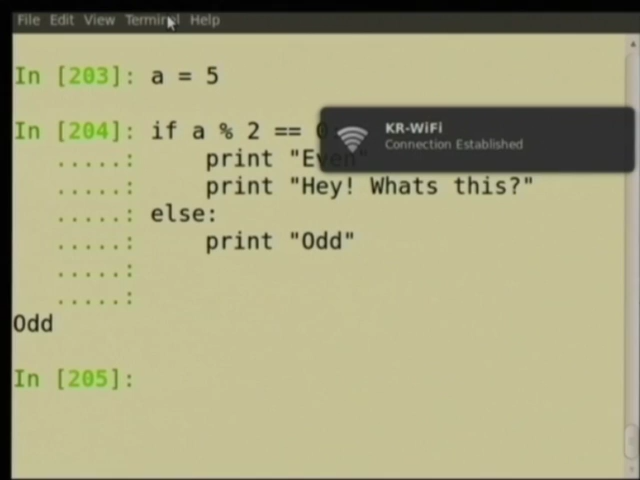 File Edit View Terminal Help
In [203]: a = 5
In [204]: if a % 2 == 0:
.....: print "Even"
.....: print "Hey! Whats this?"
.....: else:
.....: print "Odd"
.....:
.....:
Odd
In [205]:
KR-WiFi
Connection Established